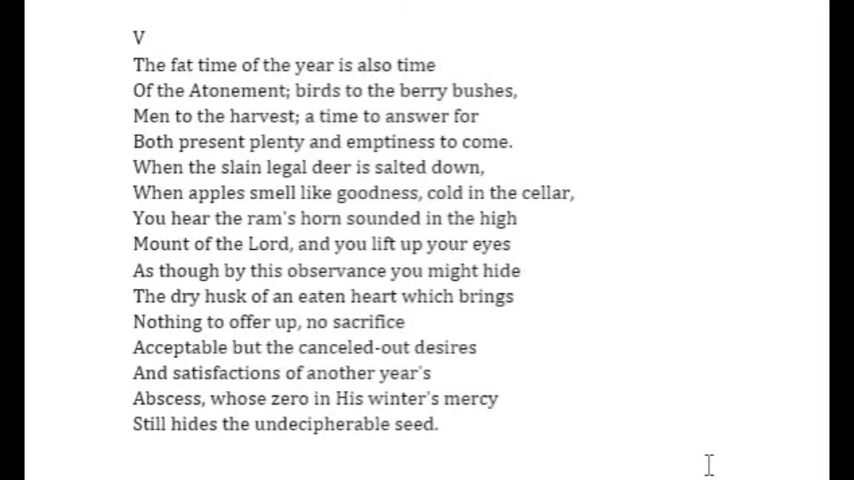 V
The fat time of the year is also time
Of the Atonement; birds to the berry bushes,
Men to the harvest; a time to answer for
Both present plenty and emptiness to come.
When the slain legal deer is salted down,
When apples smell like goodness, cold in the cellar,
You hear the ram's horn sounded in the high
Mount of the Lord, and you lift up your eyes
As though by this observance you might hide
The dry husk of an eaten heart which brings
Nothing to offer up, no sacrifice
Acceptable but the canceled-out desires
And satisfactions of another year's
Abscess, whose zero in His winter's mercy
Still hides the undecipherable seed.